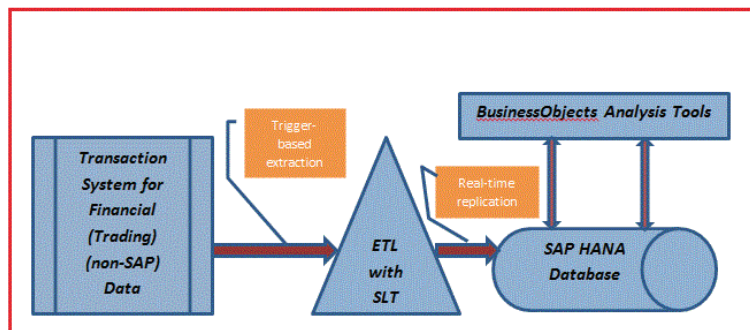 Transaction
System for
Financial
(Trading)
(non-SAP)
Data
Trigger-
based
extraction
ETL
with
SLT
Real-time
replication
BusinessObjects Analysis Tools
SAP HANA
Database